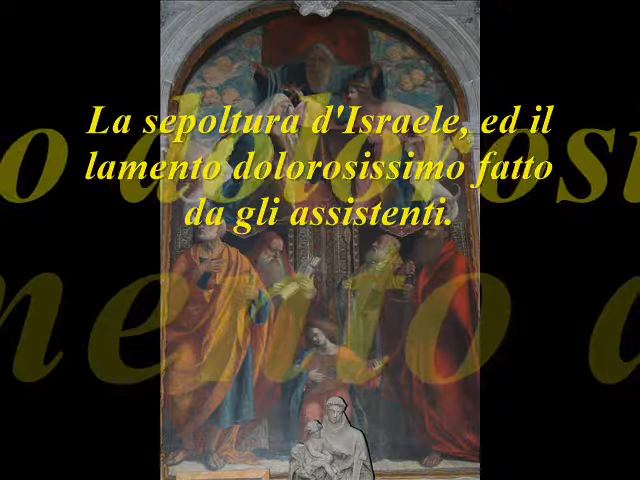 La sepoltura d'Israele, ed il
lamento dolorosissimo fatto
da gli assistenti.